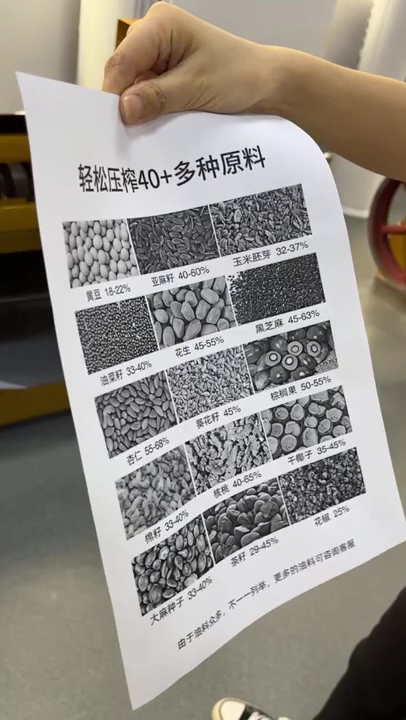 轻松压榨40+多种原料
黄豆 18-22% 亚麻籽 40-60% 玉米胚芽 32-37%
油菜籽 33-40% 花生 45-55% 黑芝麻 45-63%
杏仁 55-68% 葵花籽 45% 棕榈果 50-55%
棉籽 33-40% 核桃 40-65% 干椰子 35-45%
大麻种子 33-40% 茶籽 29-45% 花椒 25%
由于油料众多，不一一列举，更多的油料可咨询客服